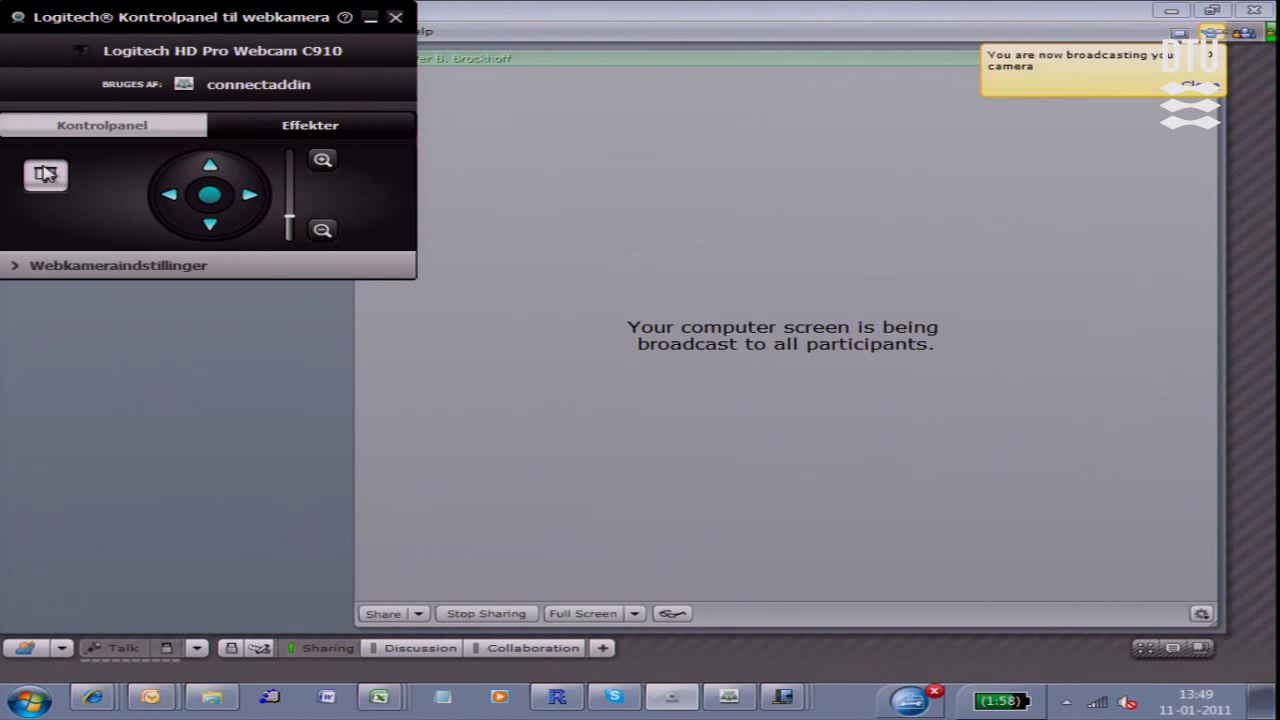 Logitech® Kontrolpanel til webkamera
Logitech HD Pro Webcam C910
BRUGES AF: connectaddin
Kontrolpanel
Effekter
Webkameraindstillinger
B. Brockhoff
You are now broadcasting you
camera
DTU
Your computer screen is being
broadcast to all participants.
Share
Stop Sharing
Full Screen
Talk
Sharing
Discussion
Collaboration
(1:58)
13:49
11-01-2011